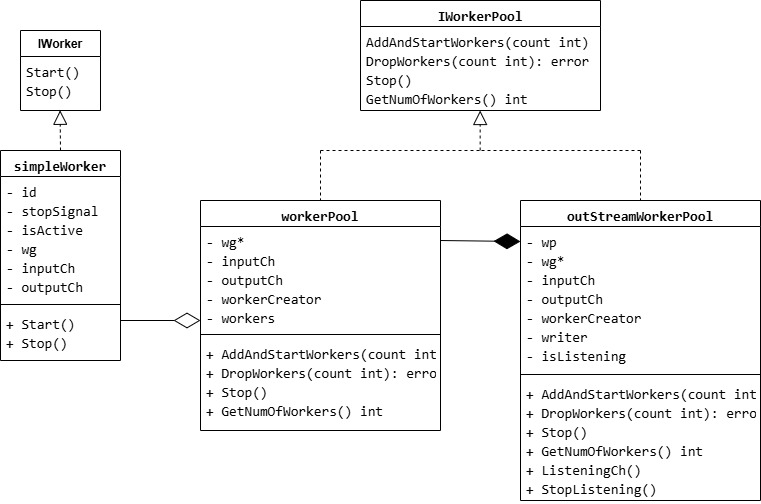 IWorkerPool
AddAndStartWorkers(count int)
DropWorkers(count int): error
Stop()
GetNumOfWorkers() int
IWorker
Start()
Stop()
simpleWorker
- id
- stopSignal
- isActive
- wg
- inputCh
- outputCh
+ Start()
+ Stop()
workerPool
- wg*
- inputCh
- outputCh
- workerCreator
- workers
+ AddAndStartWorkers(count int
+ DropWorkers(count int): erro
+ Stop()
+ GetNumOfWorkers() int
outStreamWorkerPool
- wp
- wg*
- inputCh
- outputCh
- workerCreator
- writer
- isListening
+ AddAndStartWorkers(count int
+ DropWorkers(count int): erro
+ Stop()
+ GetNumOfWorkers() int
+ ListeningCh()
+ StopListening()